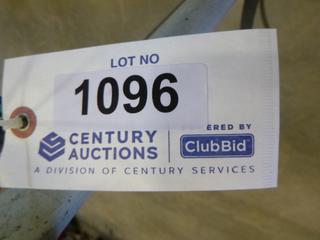 LOT NO
1096
CENTURY AUCTIONS
ERED BY
ClubBid
A DIVISION OF CENTURY SERVICES